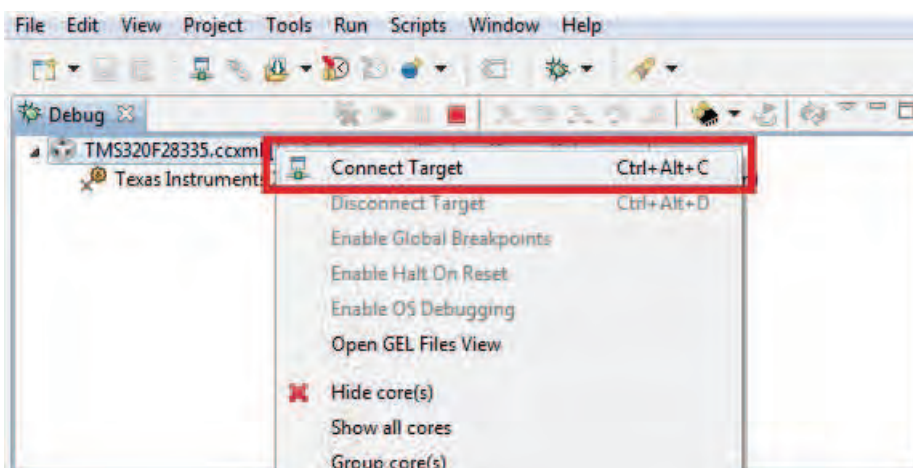 File Edit View Project Tools Run Scripts Window Help
Debug
TMS320F28335.ccxml
Connect Target Ctrl+Alt+C
Texas Instruments
Disconnect Target Ctrl+Alt+D
Enable Global Breakpoints
Enable Halt On Reset
Enable OS Debugging
Open GEL Files View
Hide core(s)
Show all cores
Group core(s)